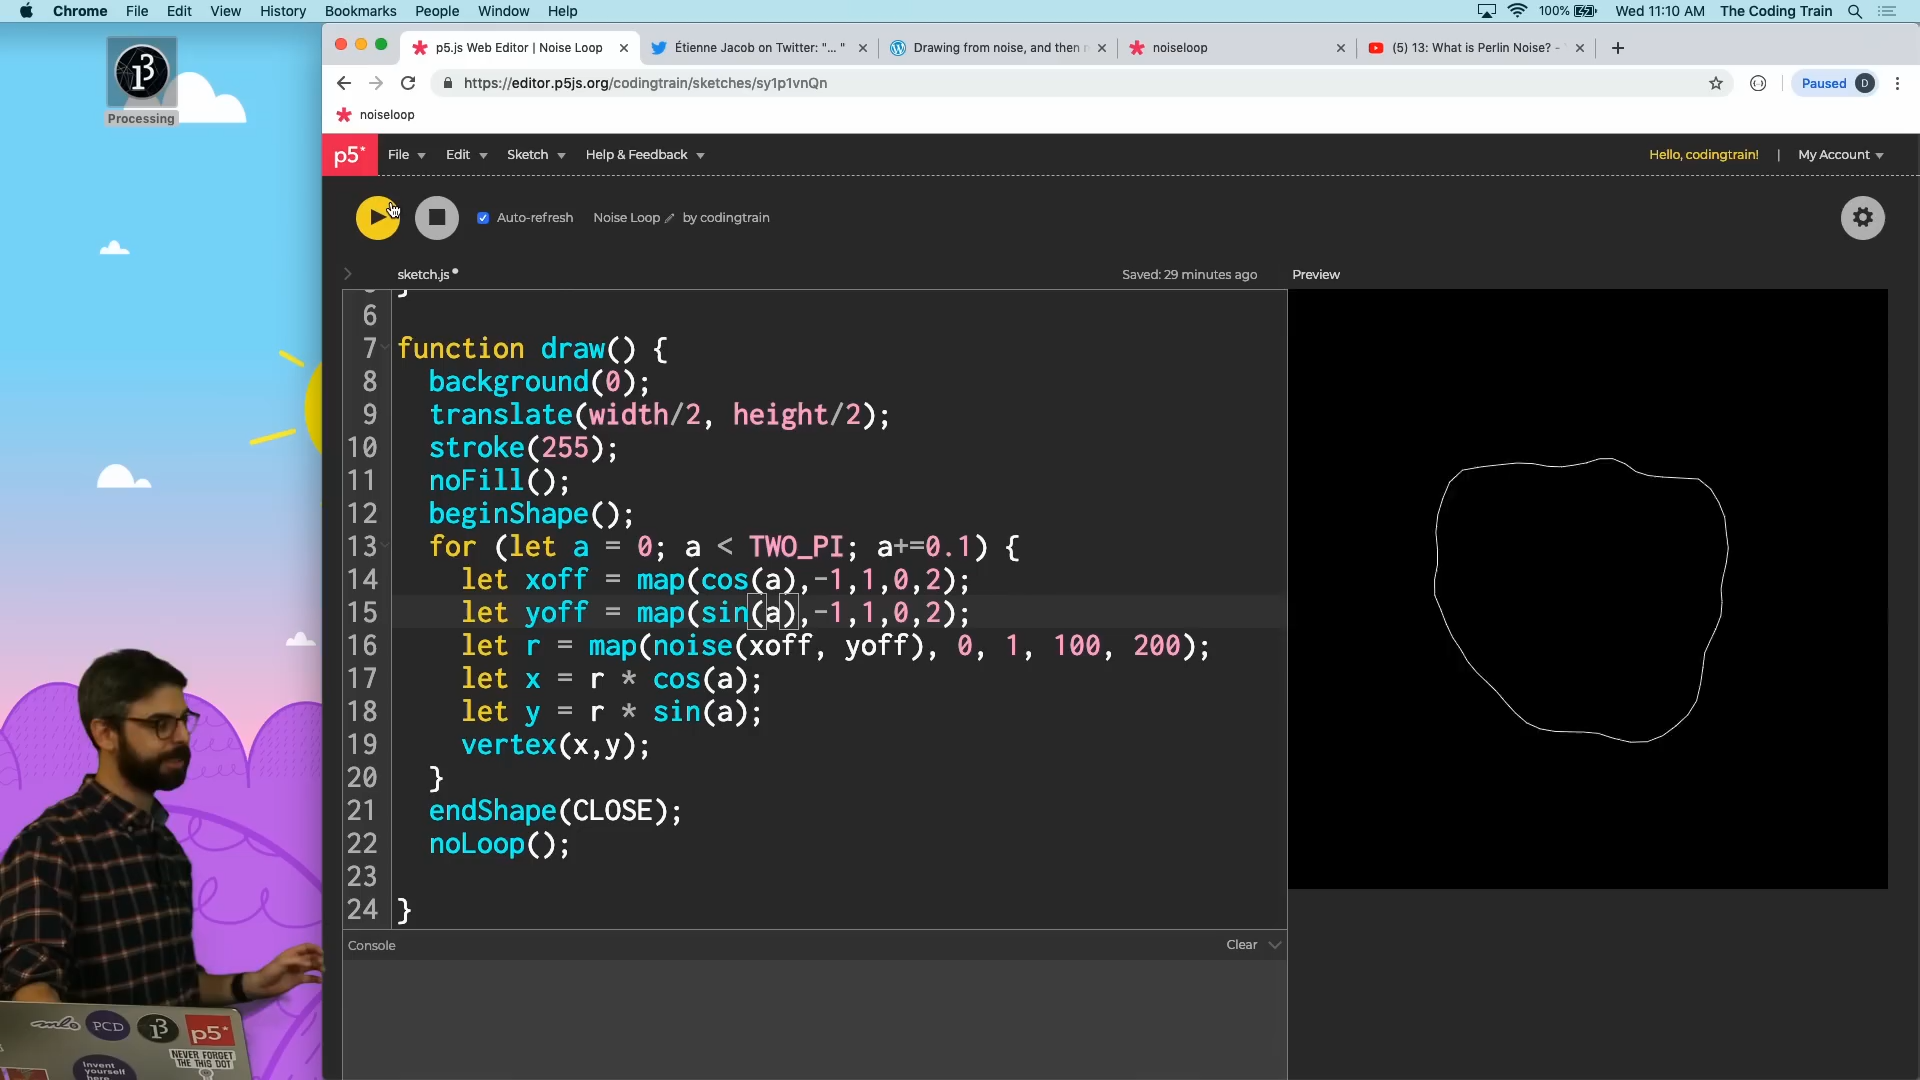 Chrome File Edit View History Bookmarks People Window Help 100% Wed 11:10 AM The Coding Train
Processing
p5.js Web Editor | Noise Loop Étienne Jacob on Twitter: "... " Drawing from noise, and then noiseloop (5) 13: What is Perlin Noise? -
https://editor.p5js.org/codingtrain/sketches/sy1p1vnQn Paused D
noiseloop
p5* File Edit Sketch Help & Feedback Hello, codingtrain! | My Account
Auto-refresh Noise Loop by codingtrain
sketch.js Saved: 29 minutes ago Preview
}
6
7 function draw() {
8 background(0);
9 translate(width/2, height/2);
10 stroke(255);
11 noFill();
12 beginShape();
13 for (let a = 0; a < TWO_PI; a+=0.1) {
14 let xoff = map(cos(a),-1,1,0,2);
15 let yoff = map(sin(a),-1,1,0,2);
16 let r = map(noise(xoff, yoff), 0, 1, 100, 200);
17 let x = r * cos(a);
18 let y = r * sin(a);
19 vertex(x,y);
20 }
21 endShape(CLOSE);
22 noLoop();
23
24 }
Console Clear
PCD p5*
NEVER FORGET
THE THIS DOT
Invent
yourself
here